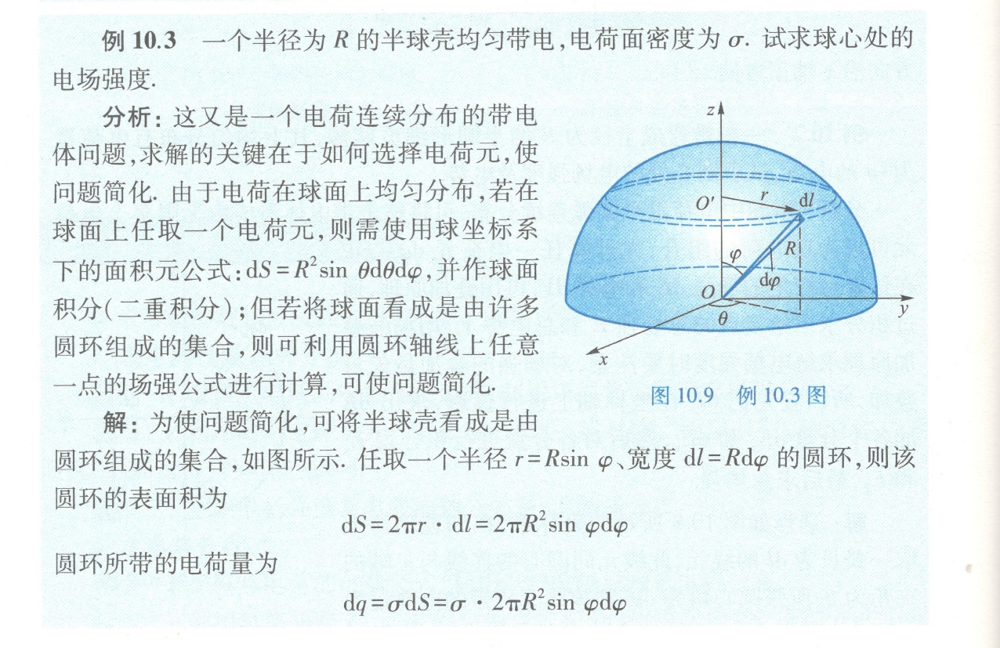 例 10.3 一个半径为 R 的半球壳均匀带电,电荷面密度为 σ. 试求球心处的
电场强度.
分析: 这又是一个电荷连续分布的带电
体问题,求解的关键在于如何选择电荷元,使
问题简化. 由于电荷在球面上均匀分布,若在
球面上任取一个电荷元,则需使用球坐标系
下的面积元公式:dS=R²sin θdθdφ,并作球面
积分(二重积分);但若将球面看成是由许多
圆环组成的集合,则可利用圆环轴线上任意
一点的场强公式进行计算,可使问题简化.
z
O′
r
dl
R
φ
dφ
O
θ
y
x
图 10.9 例 10.3 图
解: 为使问题简化,可将半球壳看成是由
圆环组成的集合,如图所示. 任取一个半径 r=Rsin φ、宽度 dl=Rdφ 的圆环,则该
圆环的表面积为
dS=2πr·dl=2πR²sin φdφ
圆环所带的电荷量为
dq=σdS=σ·2πR²sin φdφ